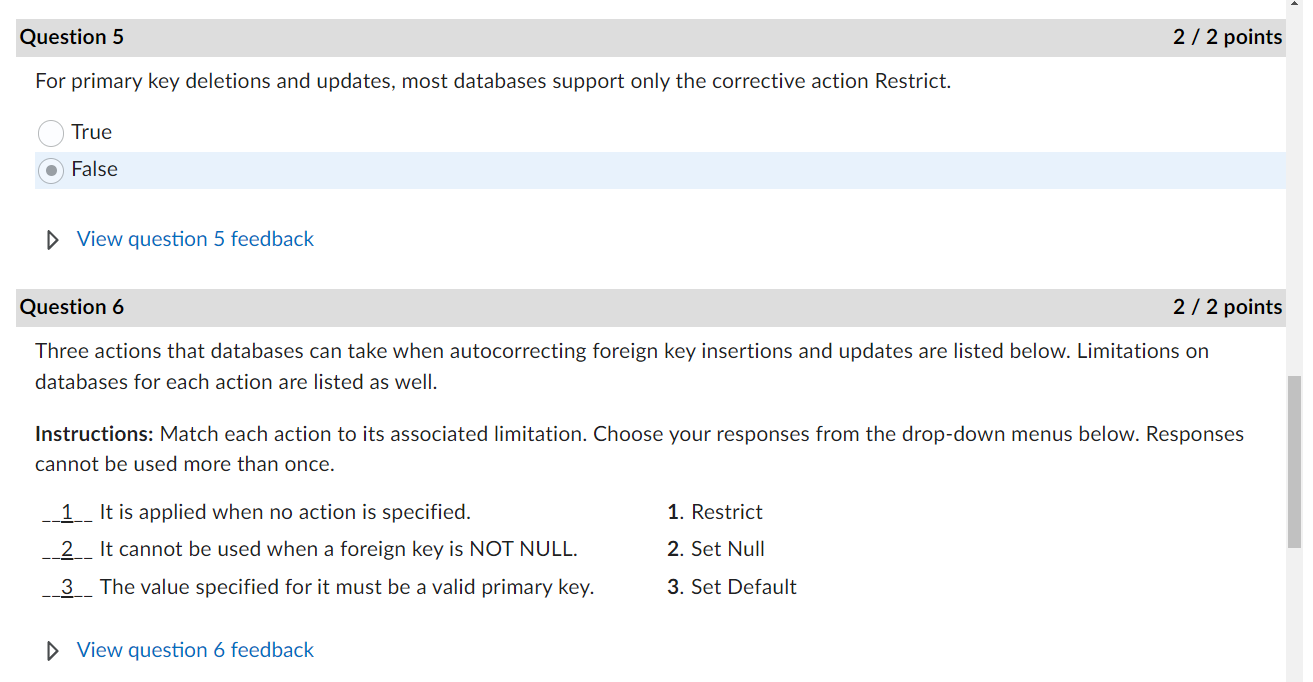 Question 5 2 / 2 points
For primary key deletions and updates, most databases support only the corrective action Restrict.
True
False
View question 5 feedback
Question 6 2 / 2 points
Three actions that databases can take when autocorrecting foreign key insertions and updates are listed below. Limitations on
databases for each action are listed as well.
Instructions: Match each action to its associated limitation. Choose your responses from the drop-down menus below. Responses
cannot be used more than once.
__1__ It is applied when no action is specified. 1. Restrict
__2__ It cannot be used when a foreign key is NOT NULL. 2. Set Null
__3__ The value specified for it must be a valid primary key. 3. Set Default
View question 6 feedback